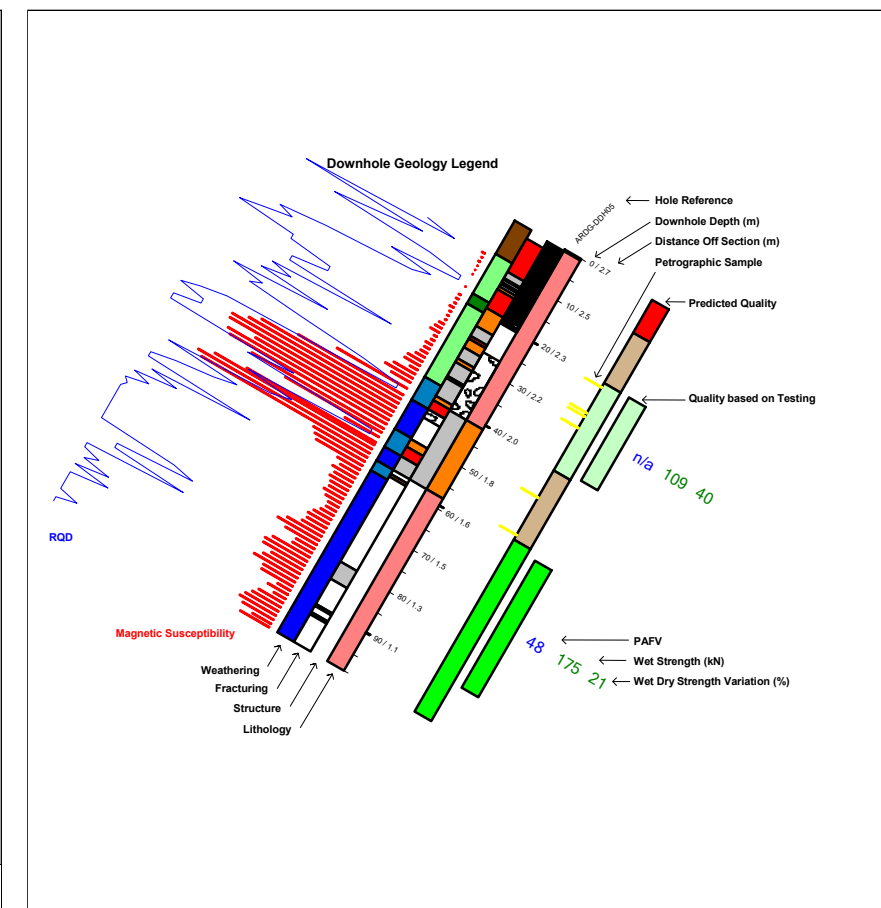 Downhole Geology Legend
ARDG-DDH05
Hole Reference
Downhole Depth (m)
Distance Off Section (m)
Petrographic Sample
0 / 2.7
10 / 2.5
20 / 2.3
30 / 2.2
40 / 2.0
50 / 1.8
60 / 1.6
70 / 1.5
80 / 1.3
90 / 1.1
Predicted Quality
Quality based on Testing
n/a 109 40
RQD
Magnetic Susceptibility
48 175 21
PAFV
Wet Strength (kN)
Wet Dry Strength Variation (%)
Weathering
Fracturing
Structure
Lithology